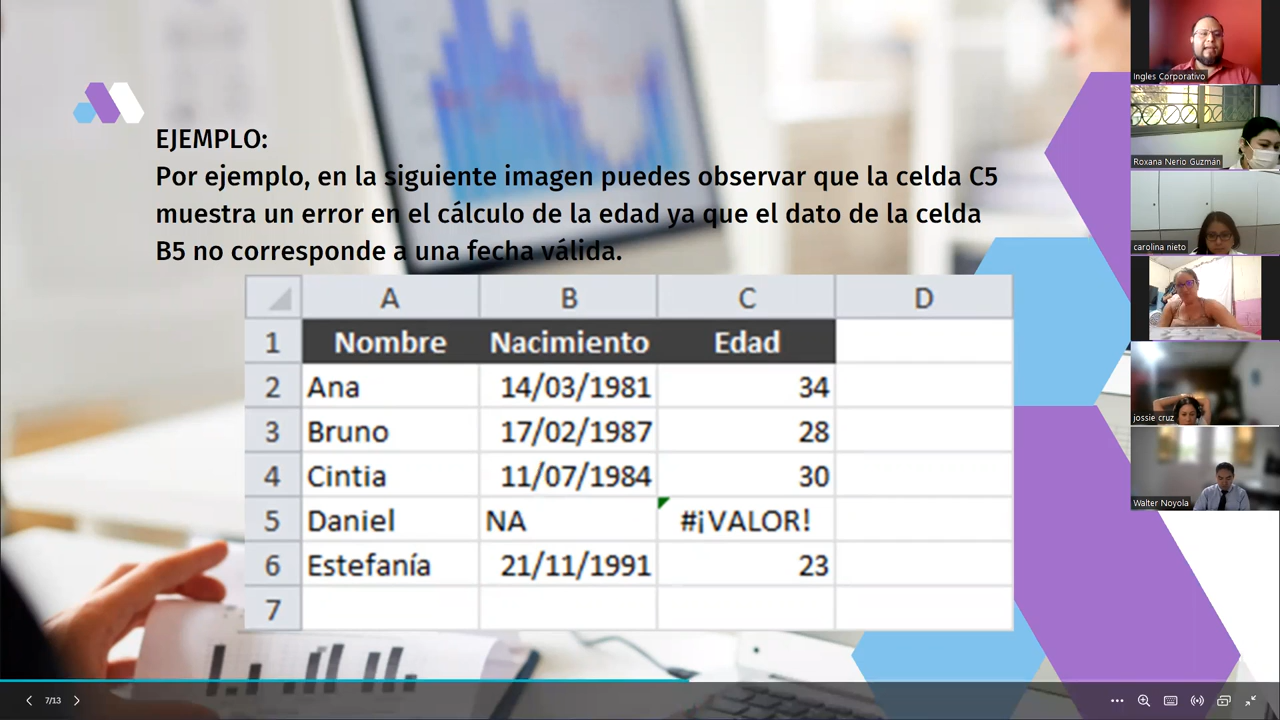 EJEMPLO:
Por ejemplo, en la siguiente imagen puedes observar que la celda C5
muestra un error en el cálculo de la edad ya que el dato de la celda
B5 no corresponde a una fecha válida.
A B C D
1 Nombre Nacimiento Edad
2 Ana 14/03/1981 34
3 Bruno 17/02/1987 28
4 Cintia 11/07/1984 30
5 Daniel NA #¡VALOR!
6 Estefanía 21/11/1991 23
7
Ingles Corporativo
Roxana Nerio Guzmán
carolina nieto
jossie cruz
Walter Noyola
7/13